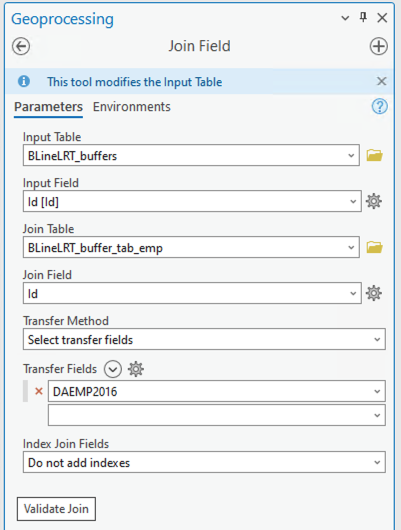 Geoprocessing
Join Field
This tool modifies the Input Table
Parameters Environments
Input Table
BLineLRT_buffers
Input Field
Id [Id]
Join Table
BLineLRT_buffer_tab_emp
Join Field
Id
Transfer Method
Select transfer fields
Transfer Fields
DAEMP2016
Index Join Fields
Do not add indexes
Validate Join